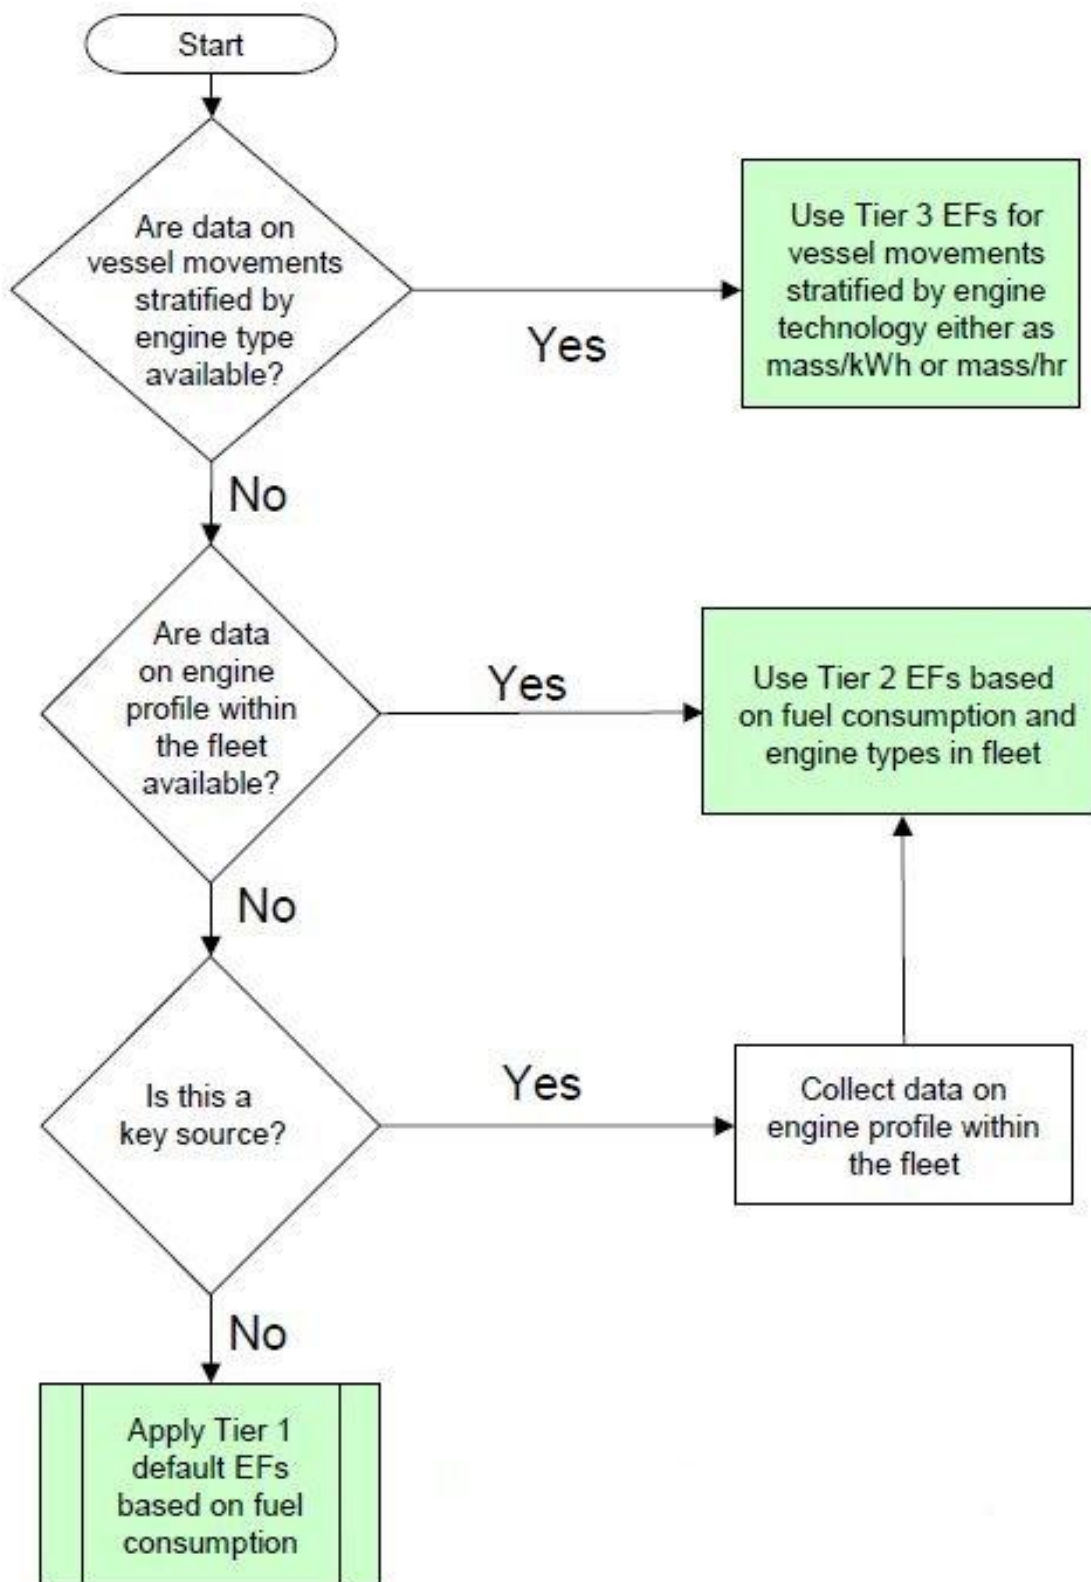 Start
Are data on
vessel movements
stratified by
engine type
available?
Yes
Use Tier 3 EFs for
vessel movements
stratified by engine
technology either as
mass/kWh or mass/hr
No
Are data
on engine
profile within
the fleet
available?
Yes
Use Tier 2 EFs based
on fuel consumption and
engine types in fleet
No
Is this a
key source?
Yes
Collect data on
engine profile within
the fleet
No
Apply Tier 1
default EFs
based on fuel
consumption